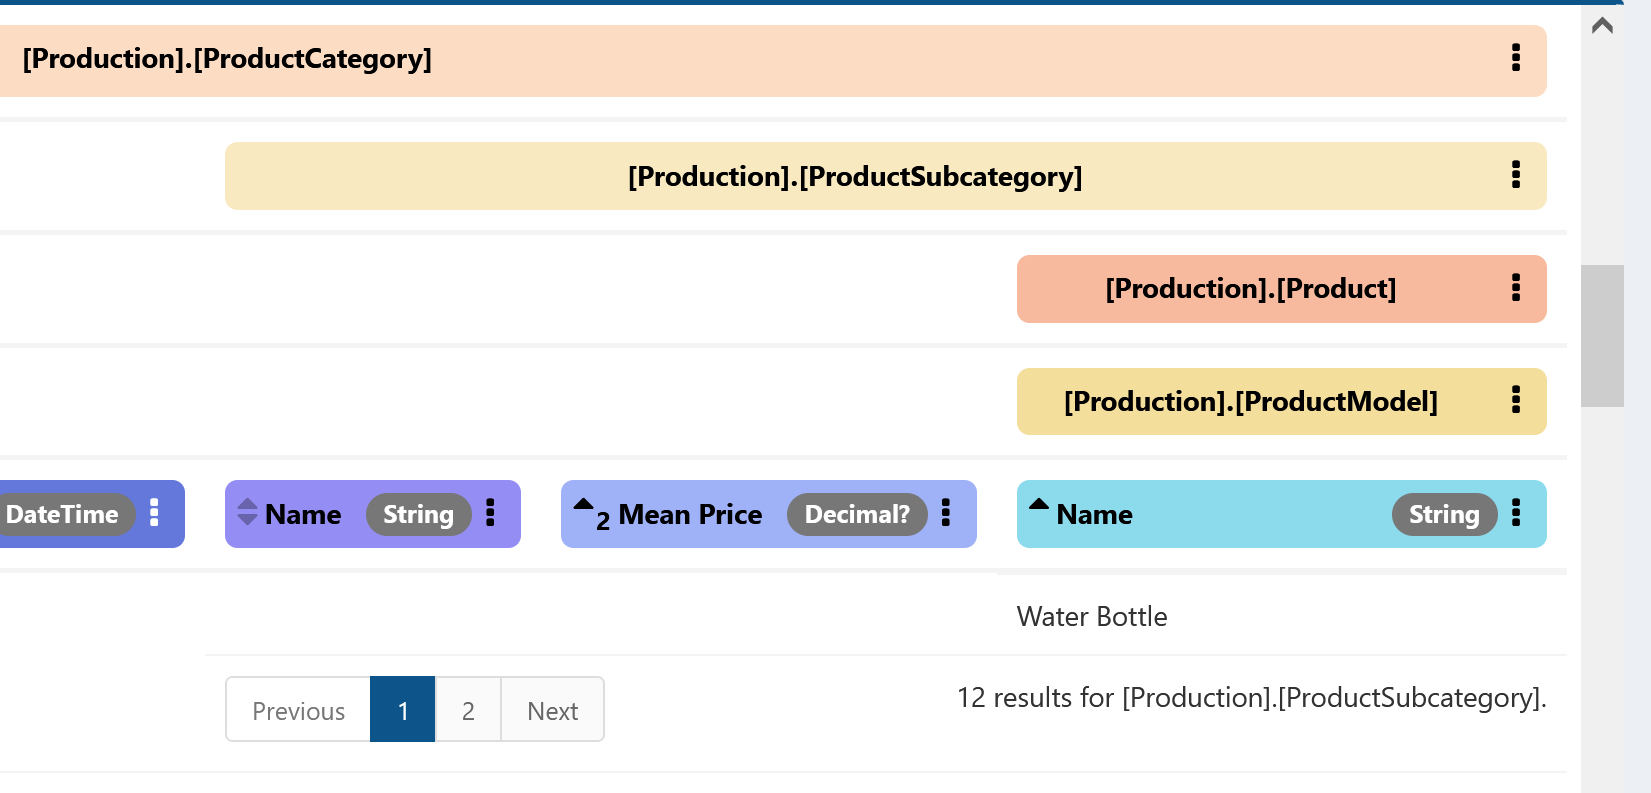 [Production].[ProductCategory]
[Production].[ProductSubcategory]
[Production].[Product]
[Production].[ProductModel]
DateTime Name String 2 Mean Price Decimal? Name String
Water Bottle
Previous 1 2 Next 12 results for [Production].[ProductSubcategory].